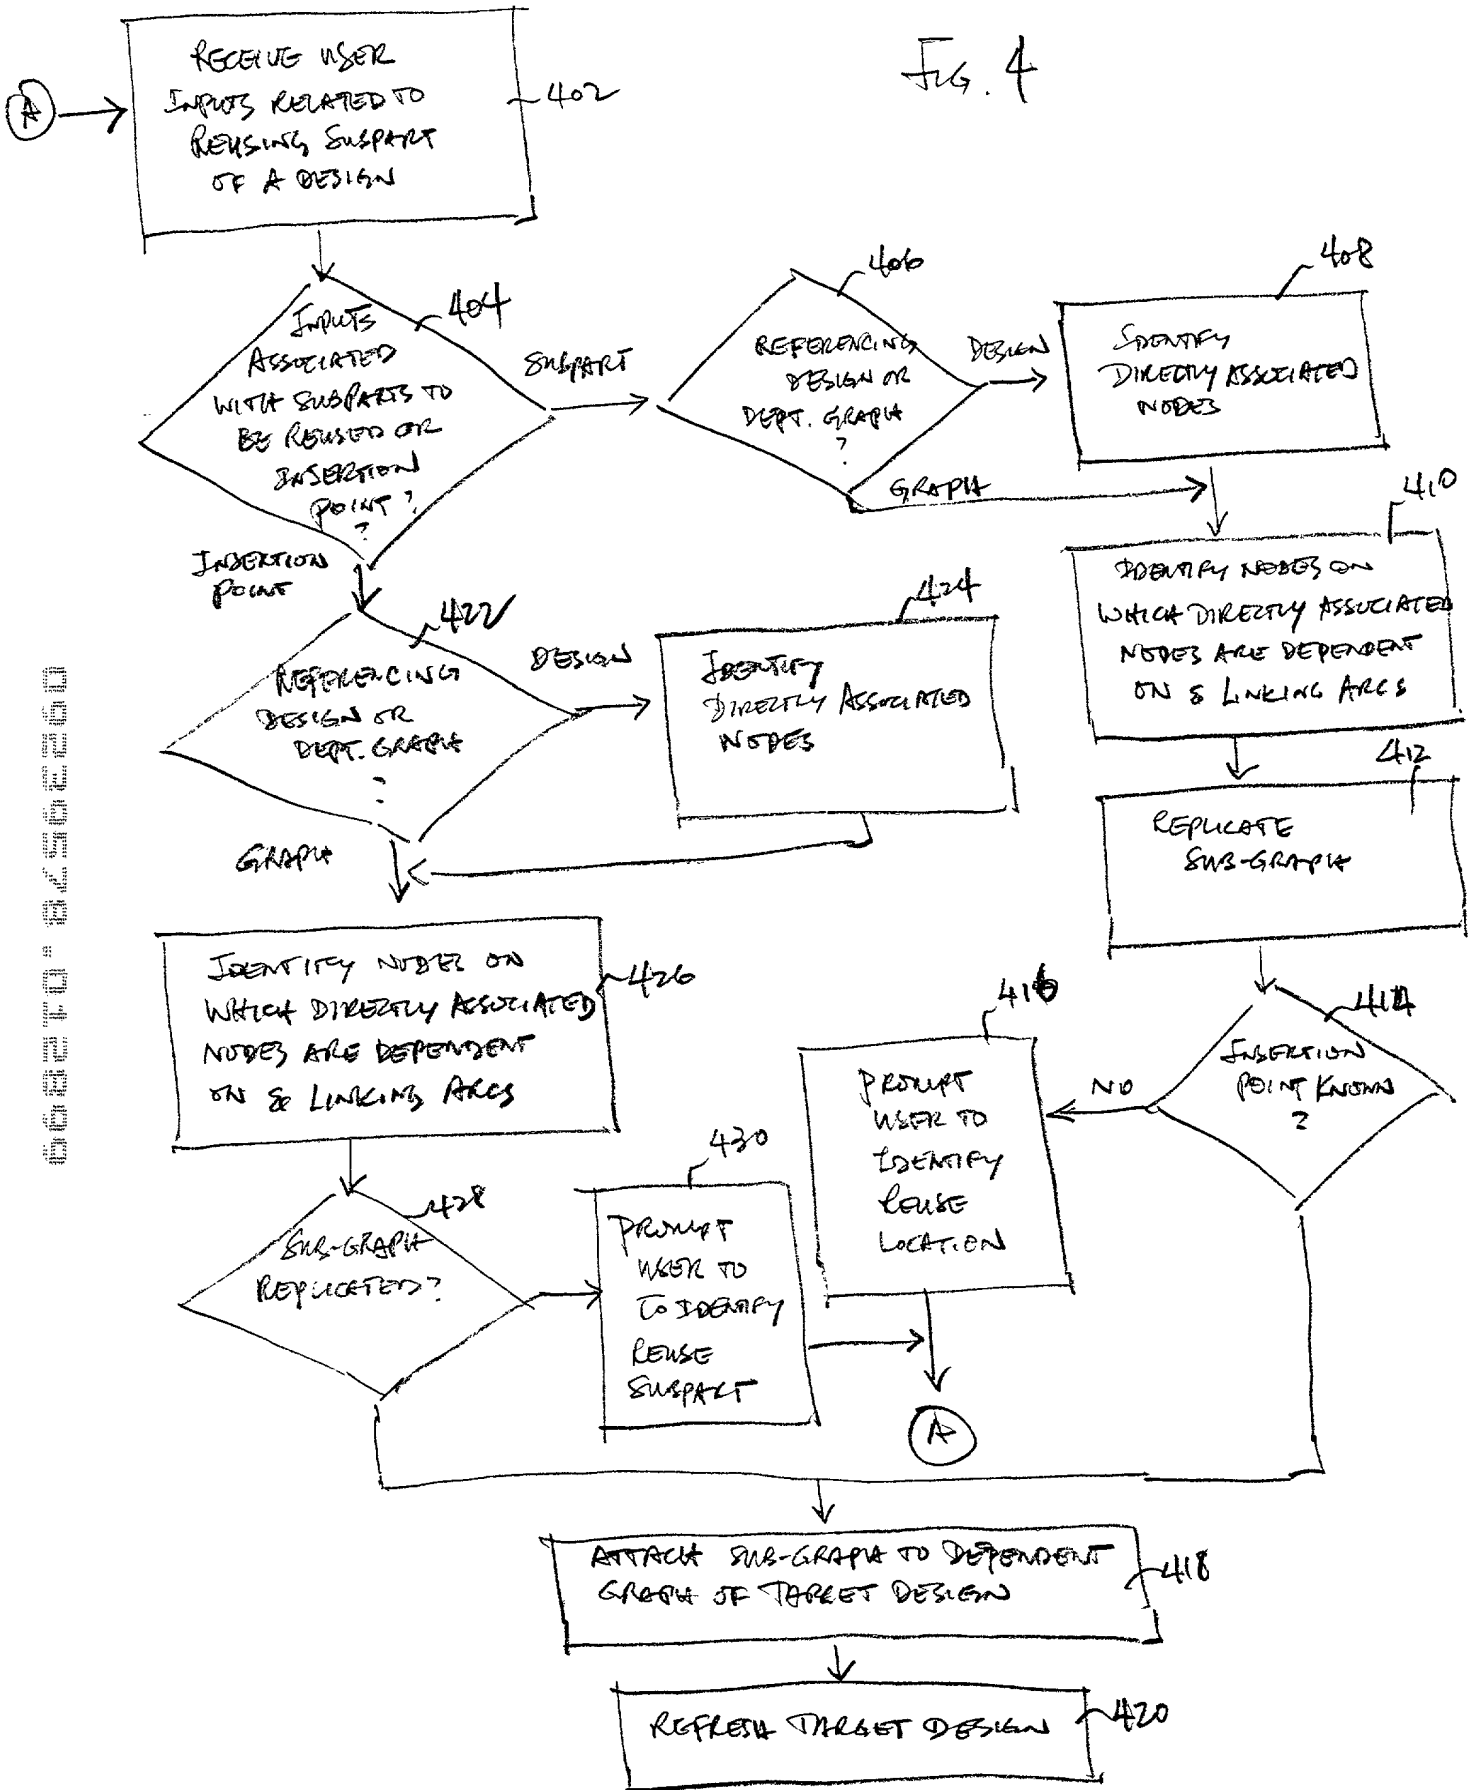 FIG. 4
A
RECEIVE USER
INPUTS RELATED TO
REUSING SUBPART
OF A DESIGN
402
INPUTS
ASSOCIATED
WITH SUBPARTS TO
BE REUSED OR
INSERTION
POINT?
?
404
SUBPART
INSERTION
POINT
REFERENCING
DESIGN OR
DEPT. GRAPH
?
406
DESIGN
GRAPH
IDENTIFY
DIRECTLY ASSOCIATED
NODES
408
IDENTIFY NODES ON
WHICH DIRECTLY ASSOCIATED
NODES ARE DEPENDENT
ON & LINKING ARCS
410
REPLICATE
SUB-GRAPH
412
INSERTION
POINT KNOWN
?
414
NO
PROMPT
USER TO
IDENTIFY
REUSE
LOCATION
416
A
REFERENCING
DESIGN OR
DEPT. GRAPH
?
422
DESIGN
GRAPH
IDENTIFY
DIRECTLY ASSOCIATED
NODES
424
IDENTITY NODES ON
WHICH DIRECTLY ASSOCIATED
NODES ARE DEPENDENT
ON & LINKING ARCS
426
SUB-GRAPH
REPLICATED?
428
PROMPT
USER TO
TO IDENTIFY
REUSE
SUBPART
430
ATTACH SUB-GRAPH TO DEPENDENT
GRAPH OF TARGET DESIGN
418
REFRESH TARGET DESIGN
420